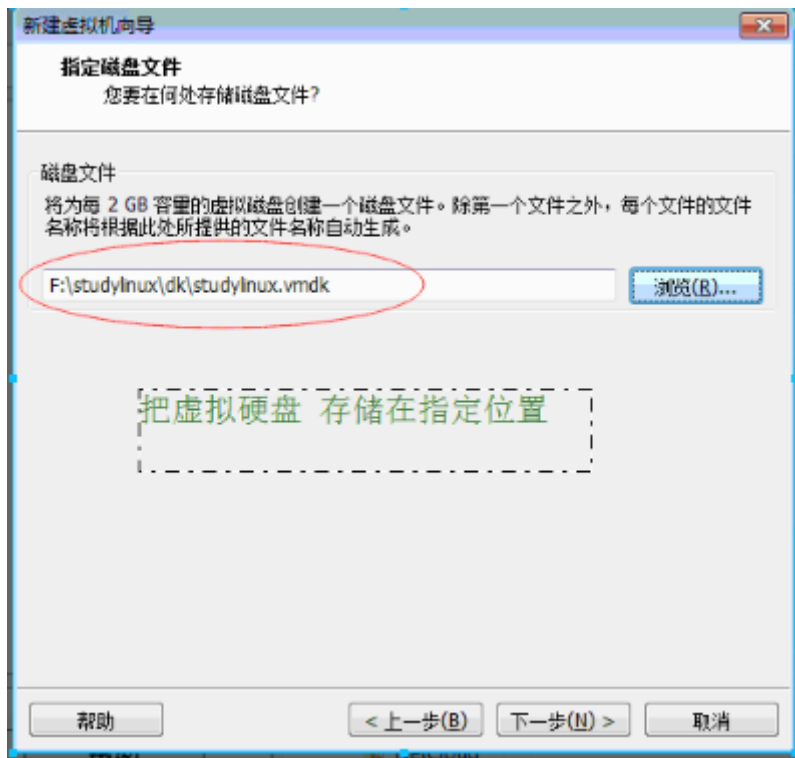 新建虚拟机向导
指定磁盘文件
您要在何处存储磁盘文件?
磁盘文件
将为每 2 GB 容量的虚拟磁盘创建一个磁盘文件。除第一个文件之外，每个文件的文件
名称将根据此处所提供的文件名称自动生成。
F:\studylinux\dk\studylinux.vmdk
浏览(R)...
把虚拟硬盘 存储在指定位置
帮助
< 上一步(B)
下一步(N) >
取消